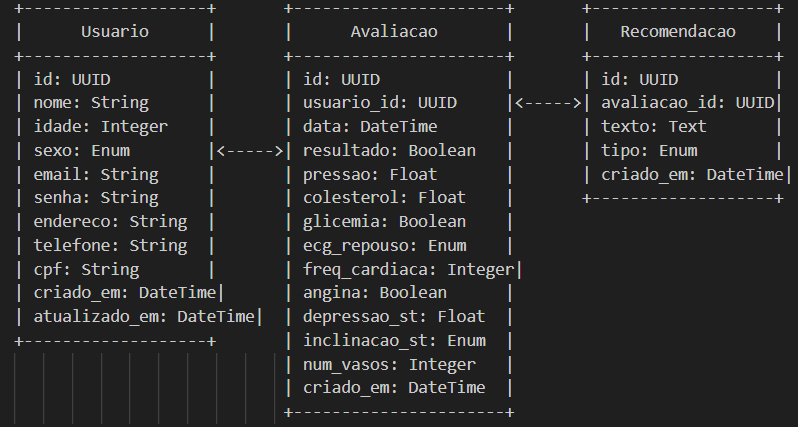 +-------------------+       +----------------------+       +-------------------+
|      Usuario      |       |      Avaliacao       |       |   Recomendacao    |
+-------------------+       +----------------------+       +-------------------+
| id: UUID          |       | id: UUID             |       | id: UUID          |
| nome: String      |       | usuario_id: UUID     |<----->| avaliacao_id: UUID|
| idade: Integer    |       | data: DateTime       |       | texto: Text       |
| sexo: Enum        |<----->| resultado: Boolean   |       | tipo: Enum        |
| email: String     |       | pressao: Float       |       | criado_em: DateTime|
| senha: String     |       | colesterol: Float    |       +-------------------+
| endereco: String  |       | glicemia: Boolean    |
| telefone: String  |       | ecg_repouso: Enum    |
| cpf: String       |       | freq_cardiaca: Integer|
| criado_em: DateTime|      | angina: Boolean      |
| atualizado_em: DateTime|  | depressao_st: Float  |
+-------------------+       | inclinacao_st: Enum  |
                            | num_vasos: Integer   |
                            | criado_em: DateTime  |
                            +----------------------+